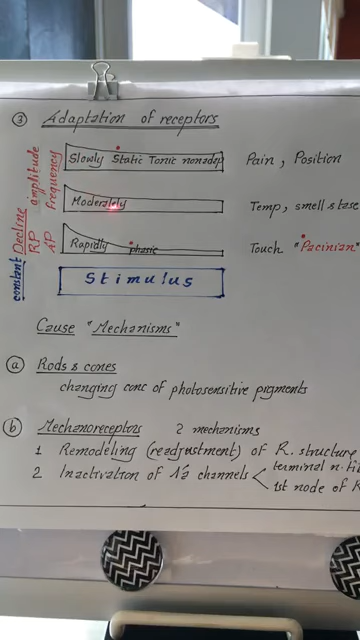 ③ Adaptation of receptors
Slowly Static Tonic nonadap Pain, Position
Moderately Temp, smell & taste
Rapidly phasic Touch "Pacinian"
constant Decline
RP amplitude
AP frequency
Stimulus
Cause "Mechanisms"
ⓐ Rods & cones
changing conc of photosensitive pigments
ⓑ Mechanoreceptors 2 mechanisms
1 Remodeling (readjustment) of R. structure
2 Inactivation of Na channels < terminal n. fi
1st node of R